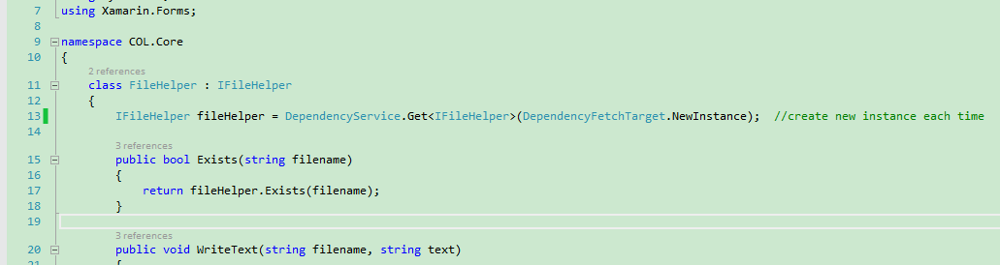 7 using Xamarin.Forms;
8
9 namespace COL.Core
10 {
2 references
11 class FileHelper : IFileHelper
12 {
13 IFileHelper fileHelper = DependencyService.Get<IFileHelper>(DependencyFetchTarget.NewInstance); //create new instance each time
14
3 references
15 public bool Exists(string filename)
16 {
17 return fileHelper.Exists(filename);
18 }
19
3 references
20 public void WriteText(string filename, string text)
21 {